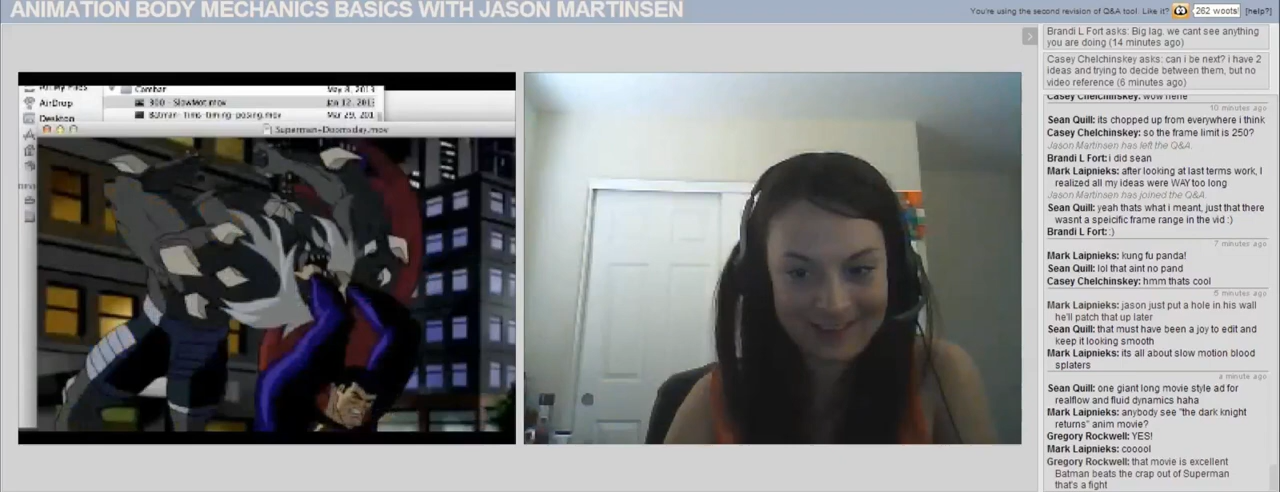 ANIMATION BODY MECHANICS BASICS WITH JASON MARTINSEN
You're using the second revision of Q&A tool. Like it? 262 woots! [help?]
AirDrop
Desktop
Combar
May 8, 2013
300 - SlowMot.mov
Jan 12, 2013
Batman-Tims-timing-posing.mov
Mar 29, 201
Superman-Doomsday.mov
Brandi L Fort asks: Big lag. we cant see anything
you are doing (14 minutes ago)
Casey Chelchinskey asks: can i be next? i have 2
ideas and trying to decide between them, but no
video reference (6 minutes ago)
Casey Chelchinskey: wow hehe
10 minutes ago
Sean Quill: its chopped up from everywhere i think
Casey Chelchinskey: so the frame limit is 250?
Jason Martinsen has left the Q&A.
Brandi L Fort: i did sean
Mark Laipnieks: after looking at last terms work, I
realized all my ideas were WAY too long
Jason Martinsen has joined the Q&A.
Sean Quill: yeah thats what i meant, just that there
wasnt a speicific frame range in the vid :)
Brandi L Fort: :)
7 minutes ago
Mark Laipnieks: kung fu panda!
Sean Quill: lol that aint no pand
Casey Chelchinskey: hmm thats cool
5 minutes ago
Mark Laipnieks: jason just put a hole in his wall
he'll patch that up later
Sean Quill: that must have been a joy to edit and
keep it looking smooth
Mark Laipnieks: its all about slow motion blood
splaters
a minute ago
Sean Quill: one giant long movie style ad for
realflow and fluid dynamics haha
Mark Laipnieks: anybody see "the dark knight
returns" anim movie?
Gregory Rockwell: YES!
Mark Laipnieks: cooool
Gregory Rockwell: that movie is excellent
Batman beats the crap out of Superman
that's a fight